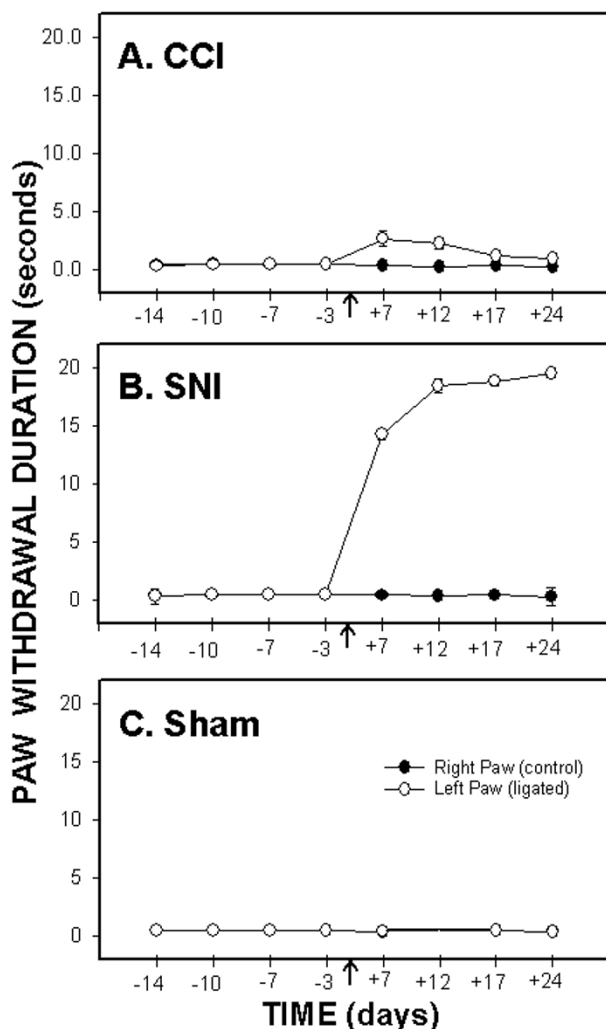 PAW WITHDRAWAL DURATION (seconds)
A. CCI
20.0
15.0
10.0
5.0
0.0
-14 -10 -7 -3 +7 +12 +17 +24
B. SNI
20
15
10
5
0
-14 -10 -7 -3 +7 +12 +17 +24
C. Sham
20
15
10
5
0
Right Paw (control)
Left Paw (ligated)
-14 -10 -7 -3 +7 +12 +17 +24
TIME (days)